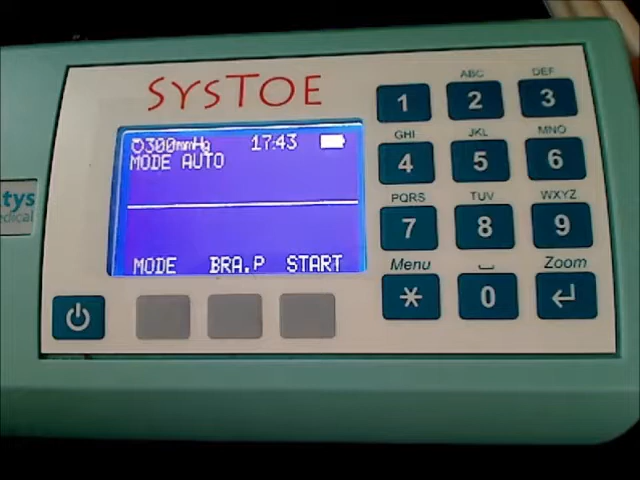 SYSTOE
300mmHg 17:43
MODE AUTO
MODE BRA.P START
tys
edical
1
ABC
2
DEF
3
GHI
4
JKL
5
MNO
6
PQRS
7
TUV
8
WXYZ
9
Menu
*
0
Zoom